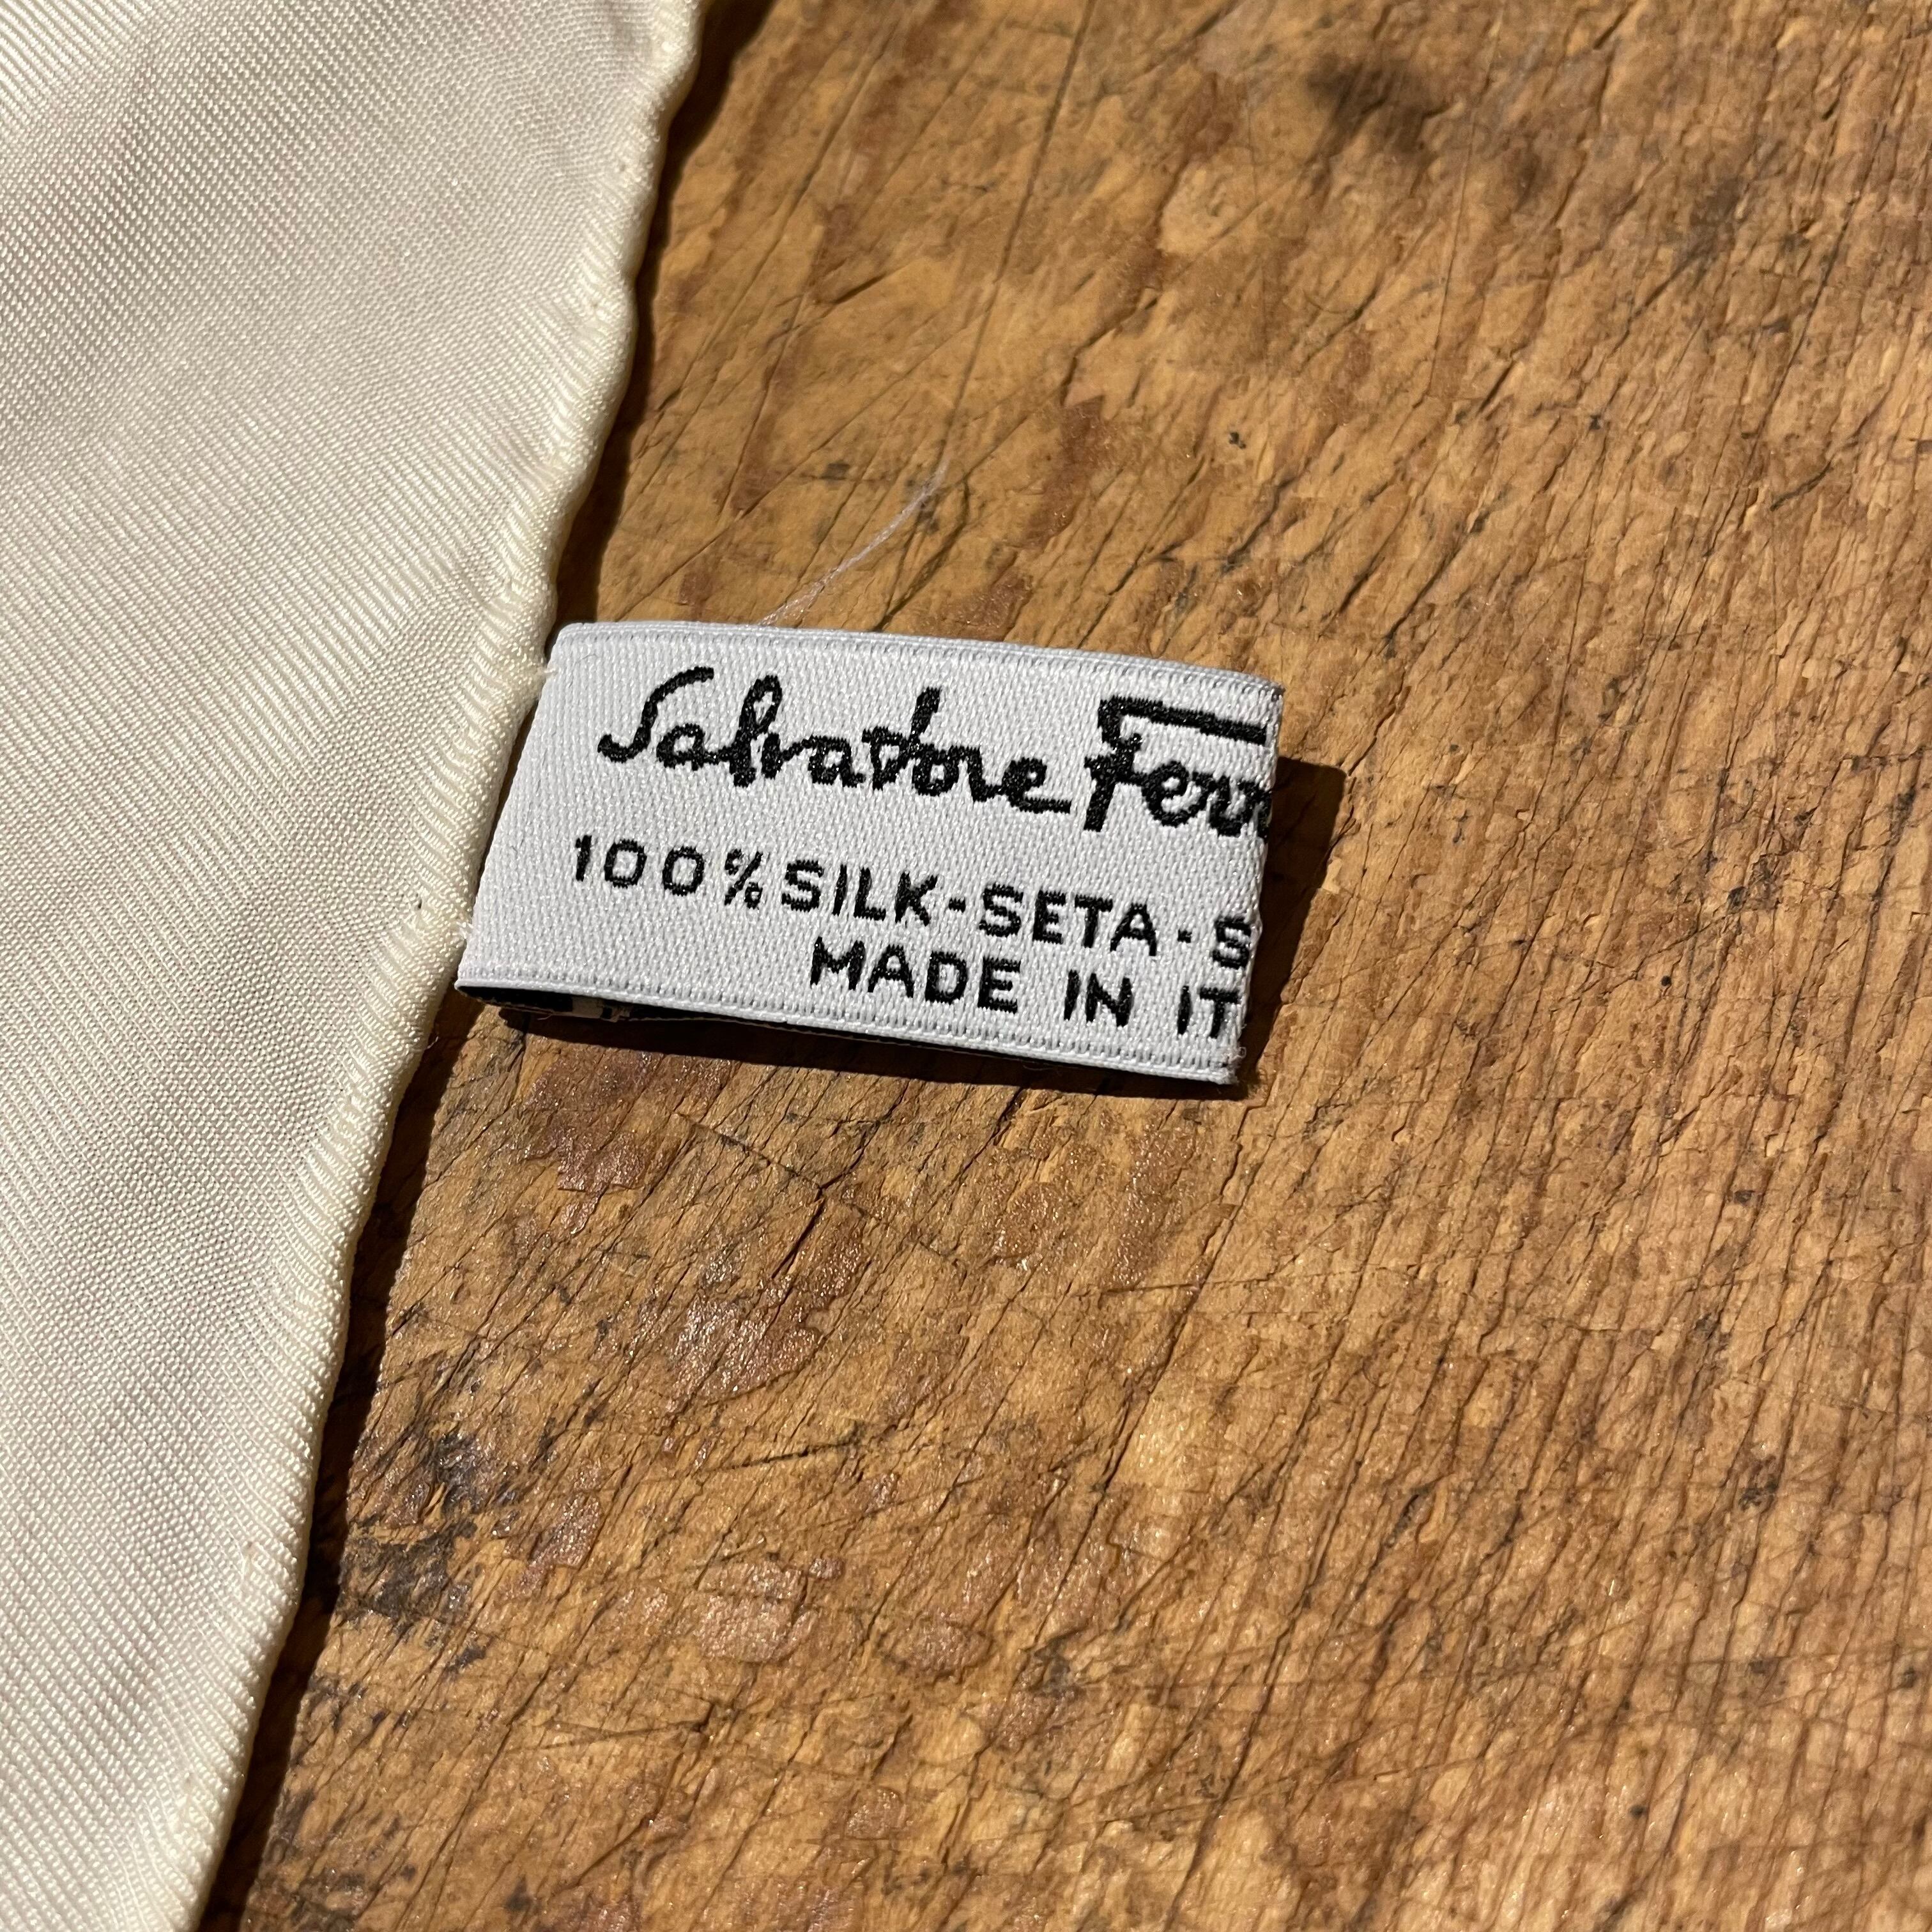 Salvatore Ferr
100% SILK-SETA-S
MADE IN IT